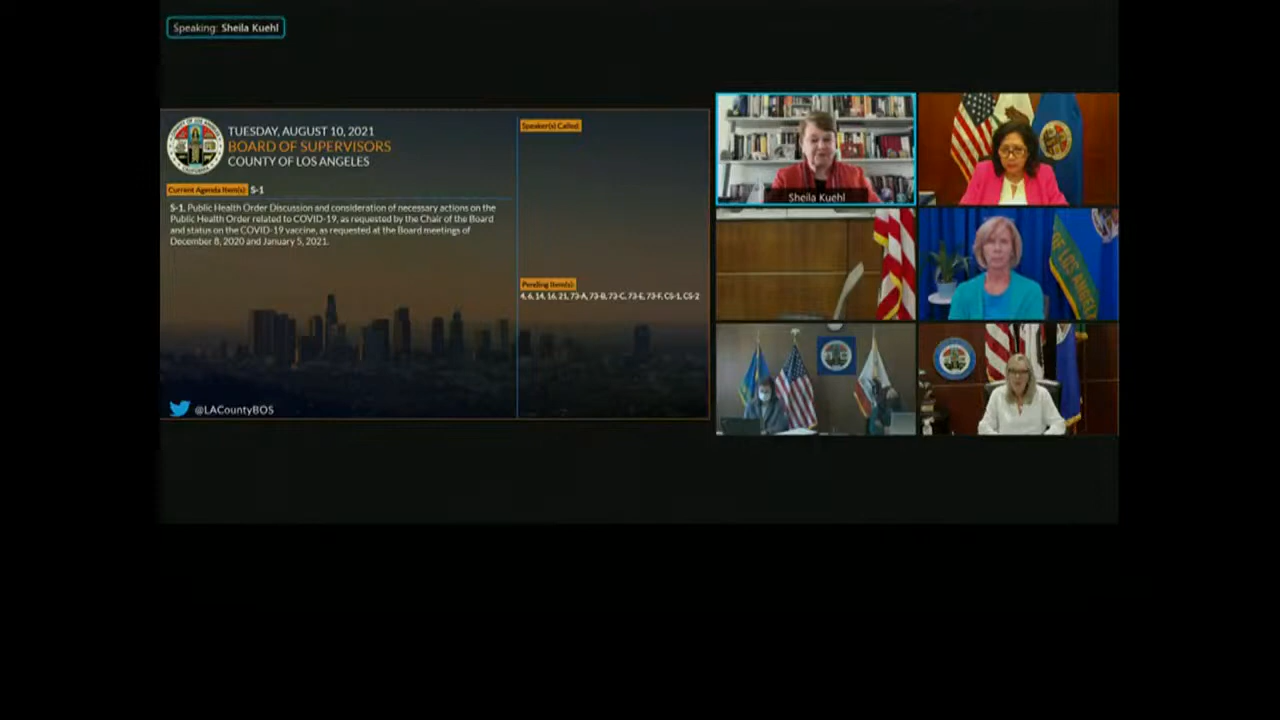 Speaking: Sheila Kuehl
TUESDAY, AUGUST 10, 2021
BOARD OF SUPERVISORS
COUNTY OF LOS ANGELES
Current Agenda Item(s): S-1
S-1. Public Health Order Discussion and consideration of necessary actions on the
Public Health Order related to COVID-19, as requested by the Chair of the Board
and status on the COVID-19 vaccine, as requested at the Board meetings of
December 8, 2020 and January 5, 2021.
@LACountyBOS
Speaker(s) Called:
Pending Item(s):
4, 6, 14, 16, 21, 73-A, 73-B, 73-C, 73-E, 73-F, CS-1, CS-2
Sheila Kuehl
OF LOS ANGELES